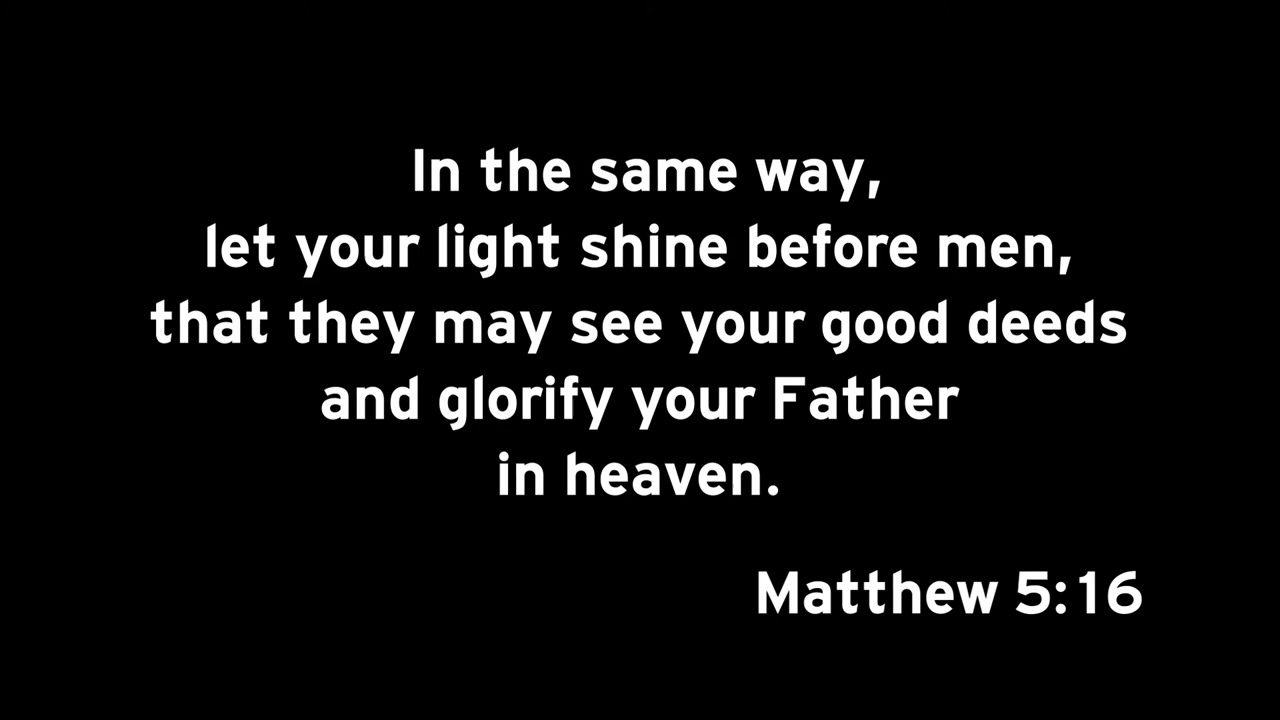 In the same way,
let your light shine before men,
that they may see your good deeds
and glorify your Father
in heaven.
Matthew 5:16